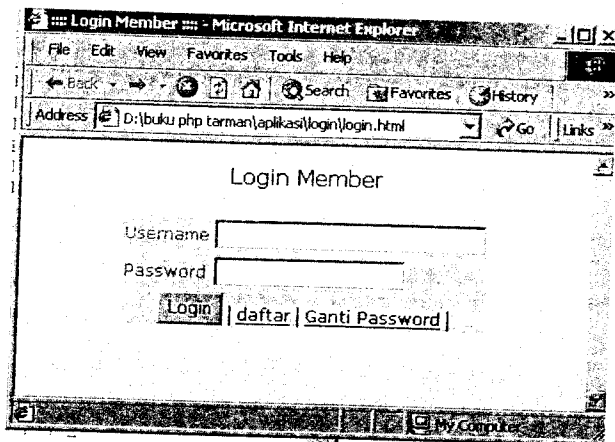 :::: Login Member :::: - Microsoft Internet Explorer
File Edit View Favorites Tools Help
Back Search Favorites History »
Address D:\buku php tarman\aplikasi\login\login.html Go Links »
Login Member
Username
Password
Login | daftar | Ganti Password |
My Computer